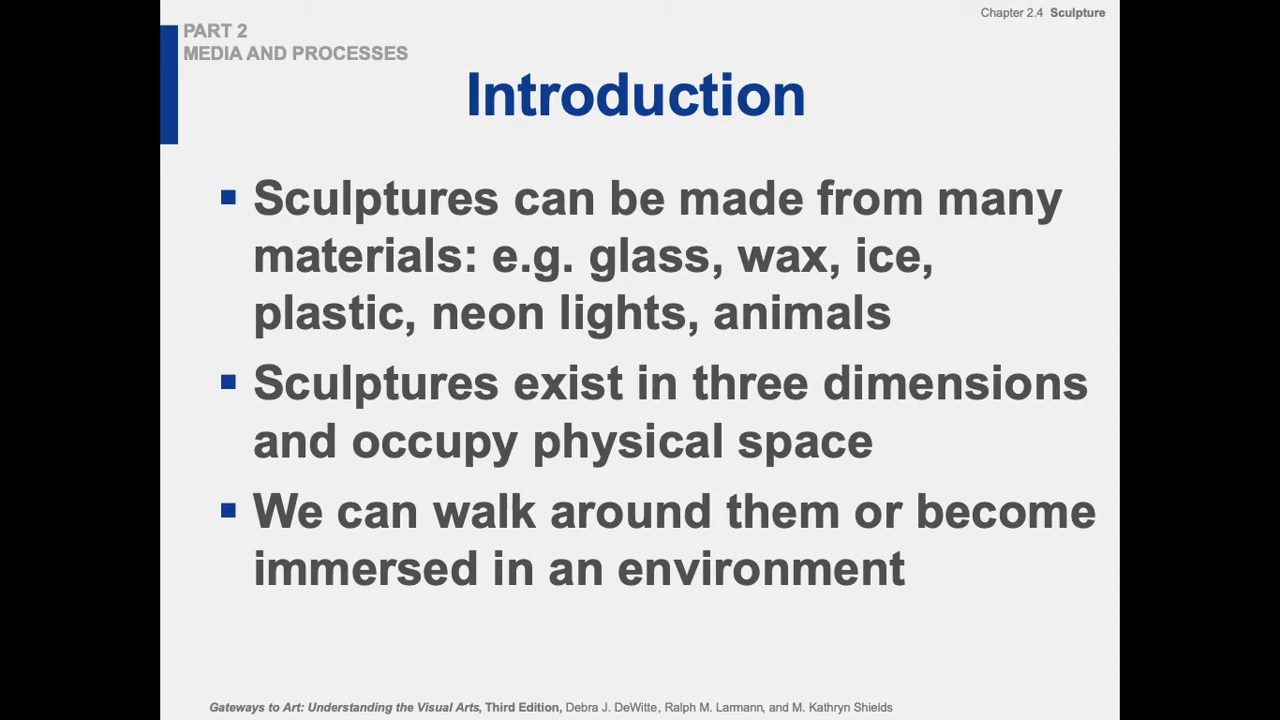 Chapter 2.4 Sculpture
PART 2
MEDIA AND PROCESSES
Introduction
▪ Sculptures can be made from many
materials: e.g. glass, wax, ice,
plastic, neon lights, animals
▪ Sculptures exist in three dimensions
and occupy physical space
▪ We can walk around them or become
immersed in an environment
Gateways to Art: Understanding the Visual Arts, Third Edition, Debra J. DeWitte, Ralph M. Larmann, and M. Kathryn Shields